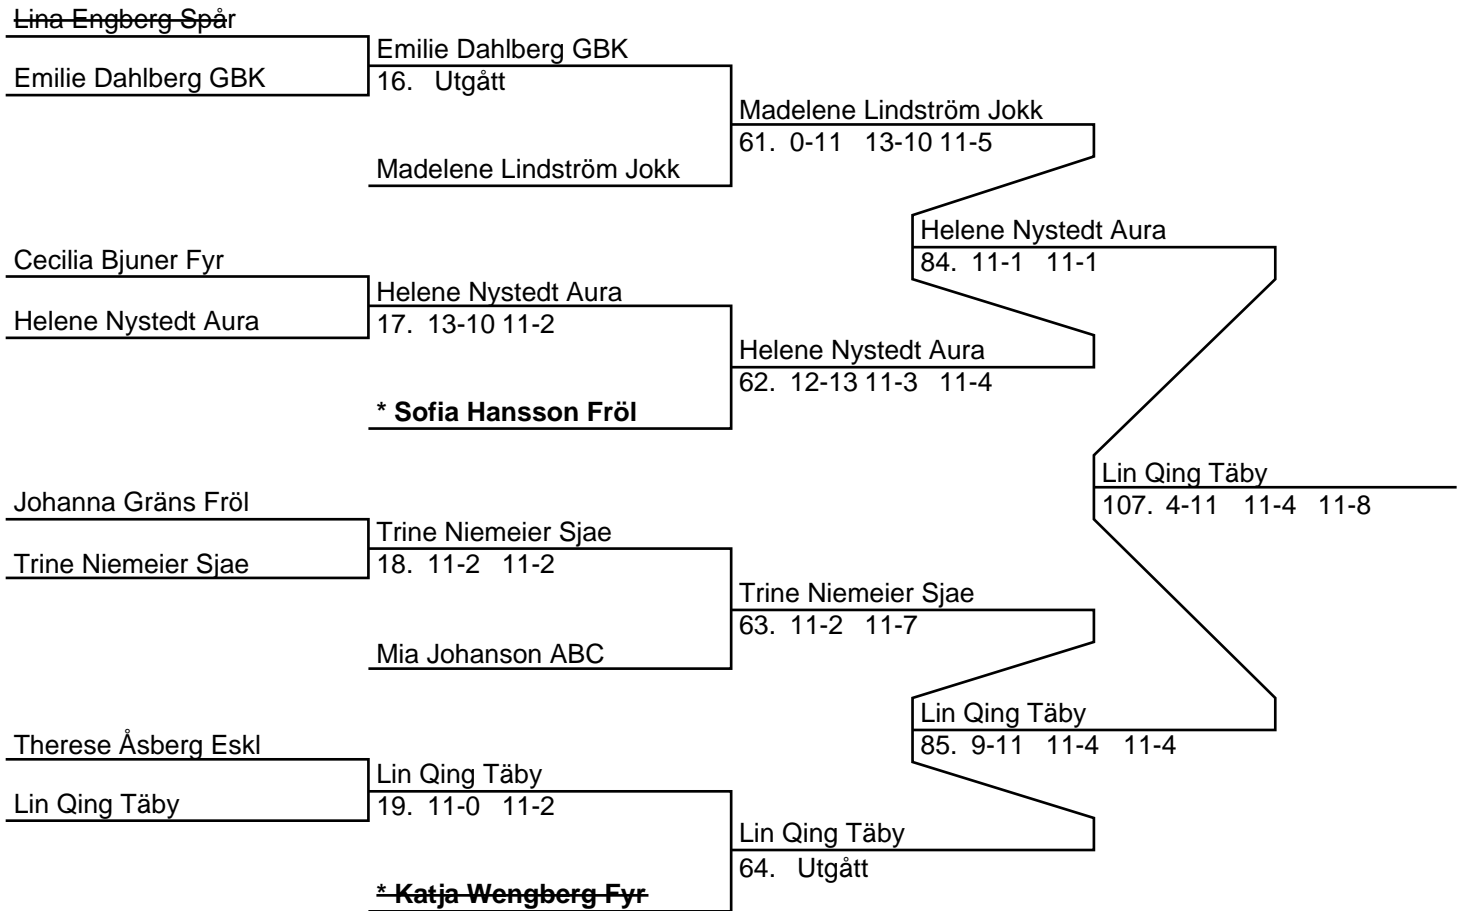 Lina Engberg Spår
Emilie Dahlberg GBK
Emilie Dahlberg GBK
16. Utgått
Madelene Lindström Jokk
61. 0-11 13-10 11-5
Madelene Lindström Jokk
Helene Nystedt Aura
84. 11-1 11-1
Cecilia Bjuner Fyr
Helene Nystedt Aura
17. 13-10 11-2
Helene Nystedt Aura
Helene Nystedt Aura
62. 12-13 11-3 11-4
* Sofia Hansson Fröl
Lin Qing Täby
107. 4-11 11-4 11-8
Johanna Gräns Fröl
Trine Niemeier Sjae
18. 11-2 11-2
Trine Niemeier Sjae
Trine Niemeier Sjae
63. 11-2 11-7
Mia Johanson ABC
Lin Qing Täby
85. 9-11 11-4 11-4
Therese Åsberg Eskl
Lin Qing Täby
19. 11-0 11-2
Lin Qing Täby
Lin Qing Täby
64. Utgått
* Katja Wengberg Fyr